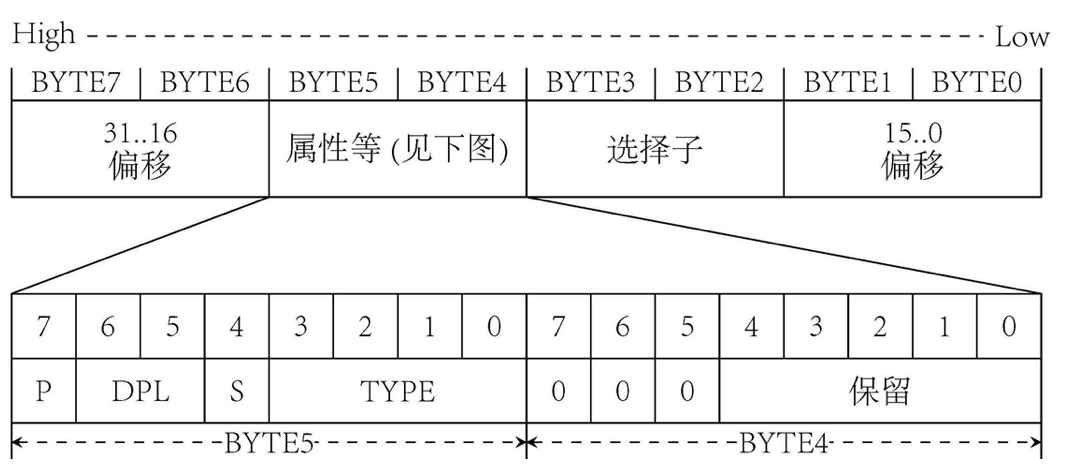 High Low
BYTE7 BYTE6 BYTE5 BYTE4 BYTE3 BYTE2 BYTE1 BYTE0
31..16
偏移
属性等 (见下图)
选择子
15..0
偏移
7 6 5 4 3 2 1 0 7 6 5 4 3 2 1 0
P DPL S TYPE 0 0 0 保留
BYTE5 BYTE4